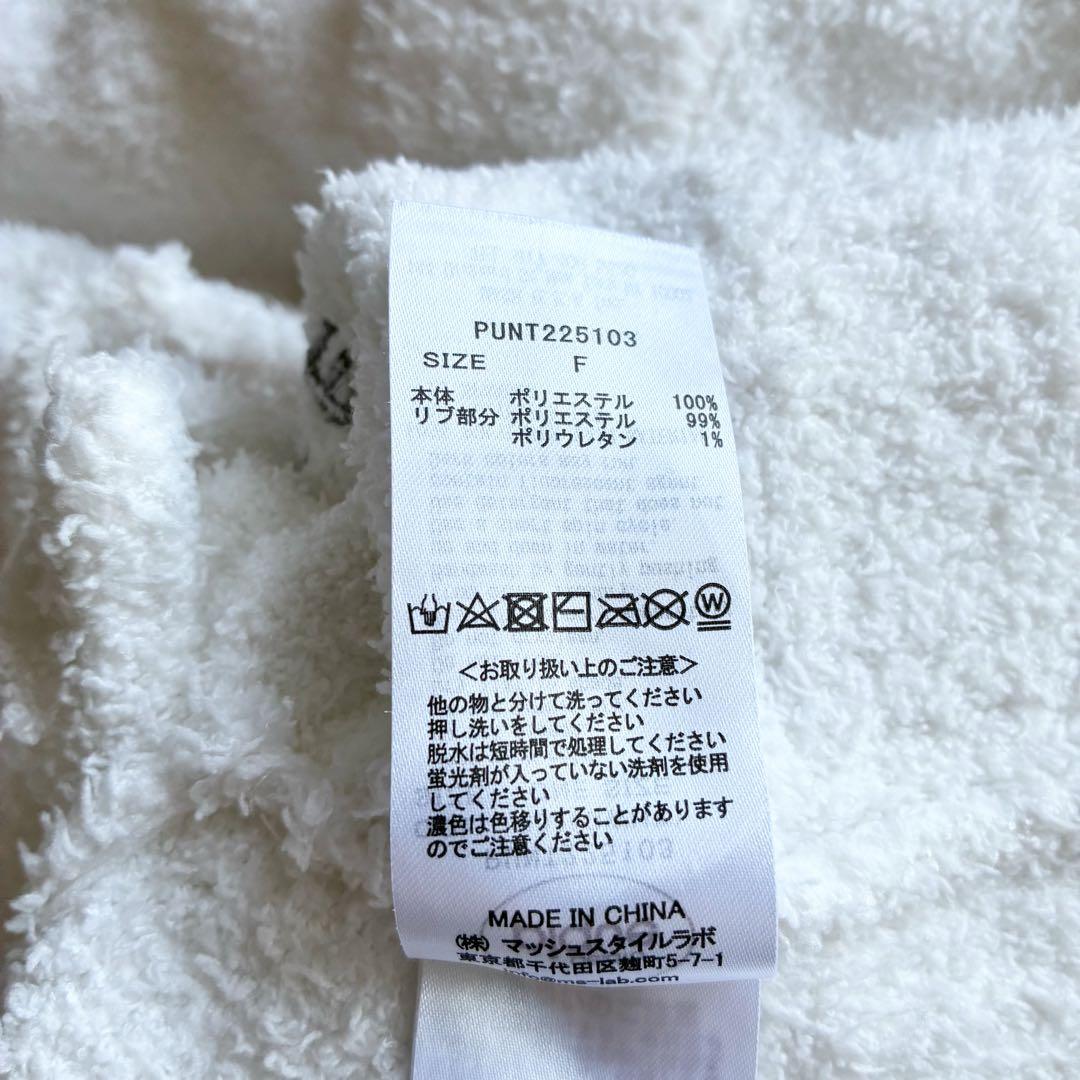 PUNT225103
SIZE F
本体 ポリエステル 100%
リブ部分 ポリエステル 99%
ポリウレタン 1%
W
<お取り扱い上のご注意>
他の物と分けて洗ってください
押し洗いをしてください
脱水は短時間で処理してください
蛍光剤が入っていない洗剤を使用
してください
濃色は色移りすることがあります
のでご注意ください
MADE IN CHINA
(株) マッシュスタイルラボ
東京都千代田区麹町5-7-1
info@ms-lab.com